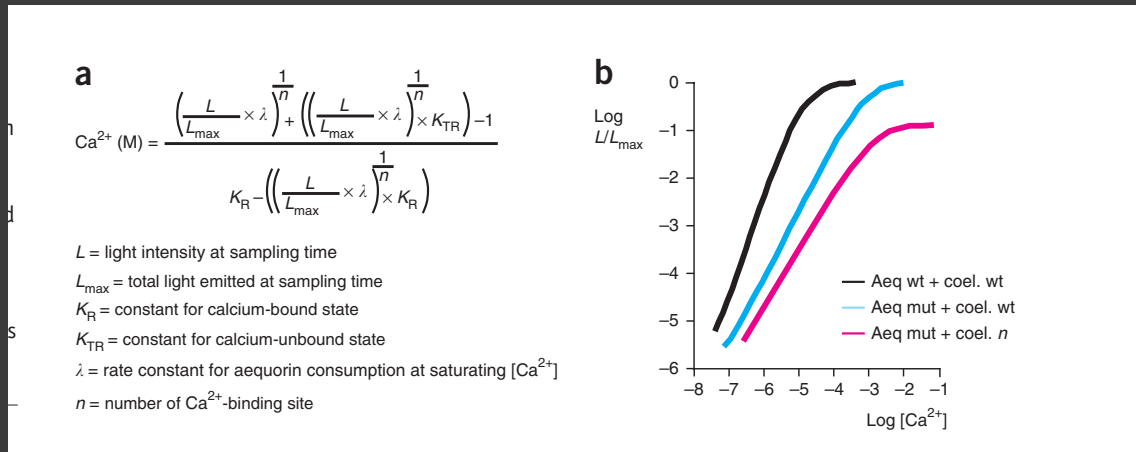 n
d
s
–
a
Ca²⁺ (M) = ((L/Lmax × λ)^(1/n) + ((L/Lmax × λ)^(1/n) × KTR) –1) / (KR – ((L/Lmax × λ)^(1/n) × KR))
L = light intensity at sampling time
Lmax = total light emitted at sampling time
KR = constant for calcium-bound state
KTR = constant for calcium-unbound state
λ = rate constant for aequorin consumption at saturating [Ca²⁺]
n = number of Ca²⁺-binding site
b
Log
L/Lmax
0
–1
–2
–3
–4
–5
–6
–8 –7 –6 –5 –4 –3 –2 –1
Log [Ca²⁺]
Aeq wt + coel. wt
Aeq mut + coel. wt
Aeq mut + coel. n